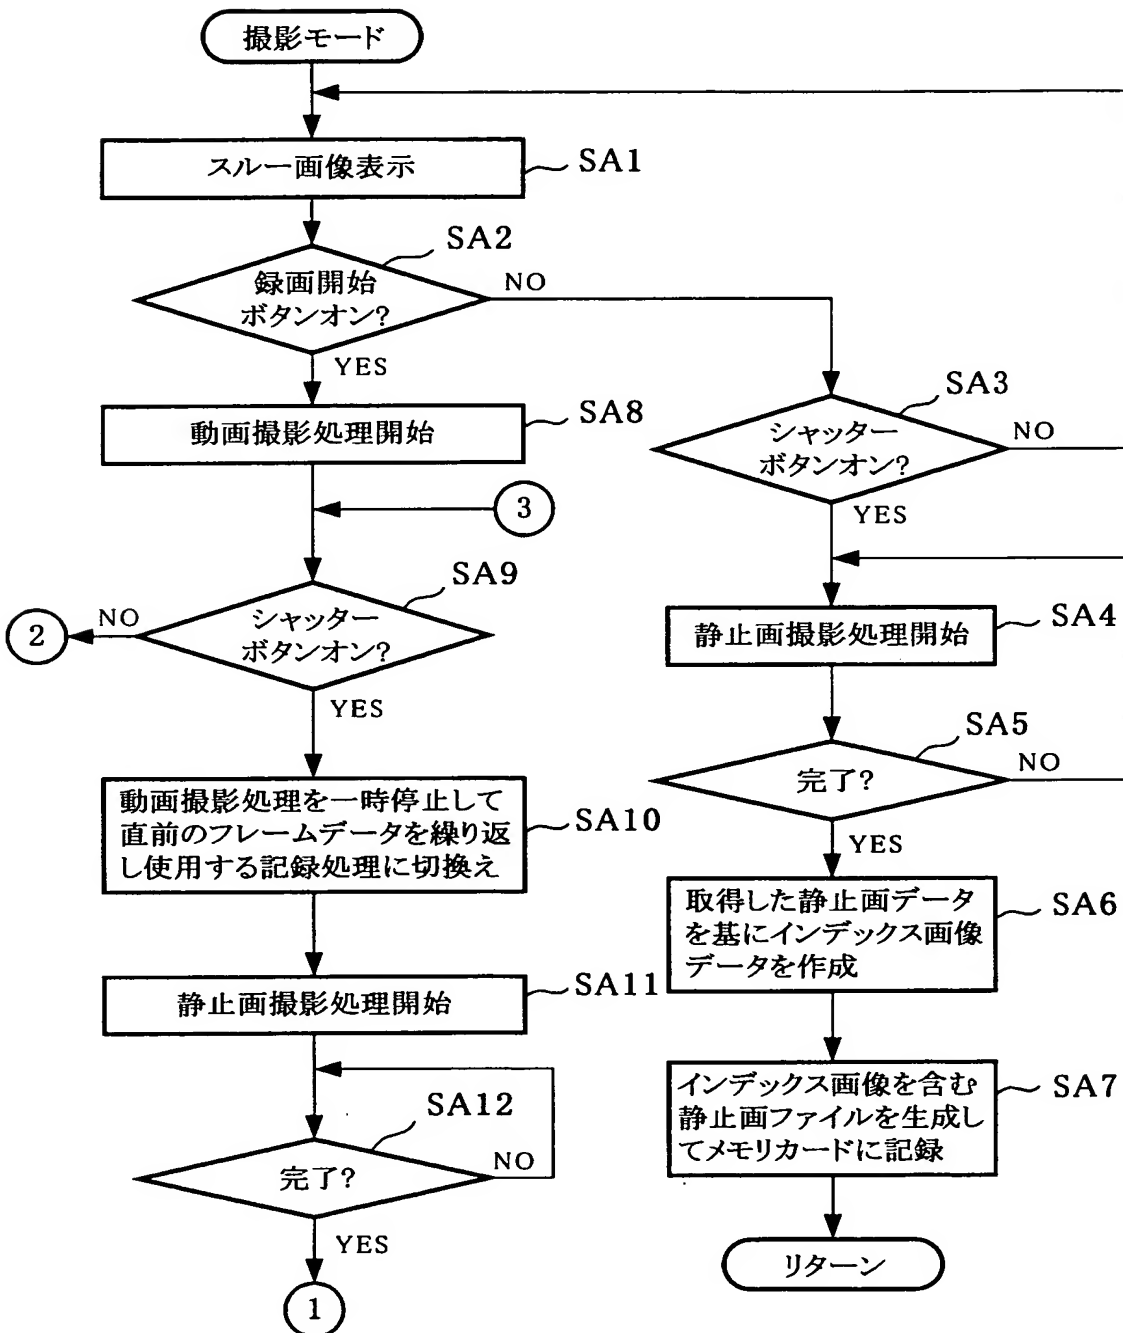 撮影モード
スルー画像表示
SA1
SA2
録画開始
ボタンオン?
NO
YES
動画撮影処理開始
SA8
3
SA9
シャッター
ボタンオン?
NO
2
YES
動画撮影処理を一時停止して
直前のフレームデータを繰り返
し使用する記録処理に切換え
SA10
静止画撮影処理開始
SA11
SA12
完了?
NO
YES
1
SA3
シャッター
ボタンオン?
NO
YES
静止画撮影処理開始
SA4
SA5
完了?
NO
YES
取得した静止画データ
を基にインデックス画像
データを作成
SA6
インデックス画像を含む
静止画ファイルを生成し
てメモリカードに記録
SA7
リターン